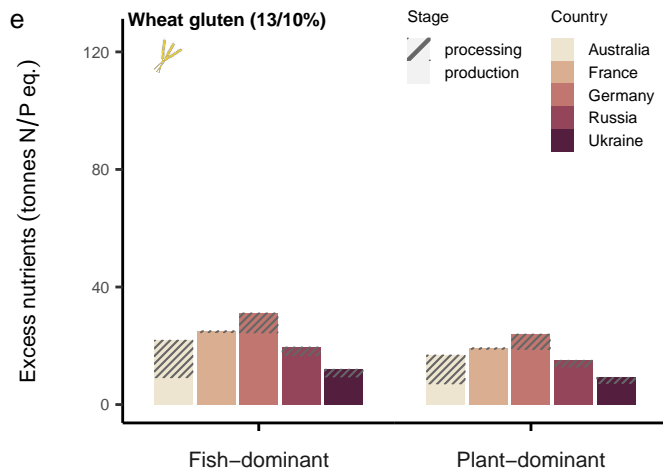 e
Wheat gluten (13/10%)
Stage
processing
production
Country
Australia
France
Germany
Russia
Ukraine
Excess nutrients (tonnes N/P eq.)
120
80
40
0
Fish−dominant
Plant−dominant